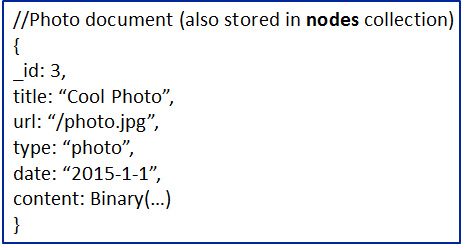 //Photo document (also stored in nodes collection)
{
_id: 3,
title: “Cool Photo”,
url: “/photo.jpg”,
type: “photo”,
date: “2015-1-1”,
content: Binary(…)
}